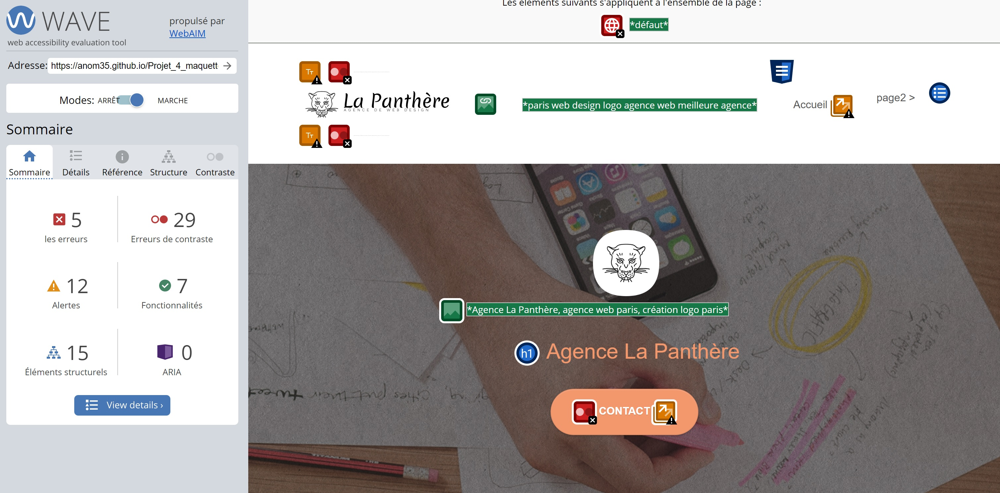 WAVE
web accessibility evaluation tool
propulsé par
WebAIM
Adresse: https://anom35.github.io/Projet_4_maquett
Modes: ARRÊT MARCHE
Sommaire
Sommaire Détails Référence Structure Contraste
5
les erreurs
29
Erreurs de contraste
12
Alertes
7
Fonctionnalités
15
Éléments structurels
0
ARIA
View details ›
Les éléments suivants s'appliquent à l'ensemble de la page :
*défaut*
La Panthère
AGENCE DE WEB DESIGN
*paris web design logo agence web meilleure agence*
Accueil
page2 >
*Agence La Panthère, agence web paris, création logo paris*
h1 Agence La Panthère
CONTACT